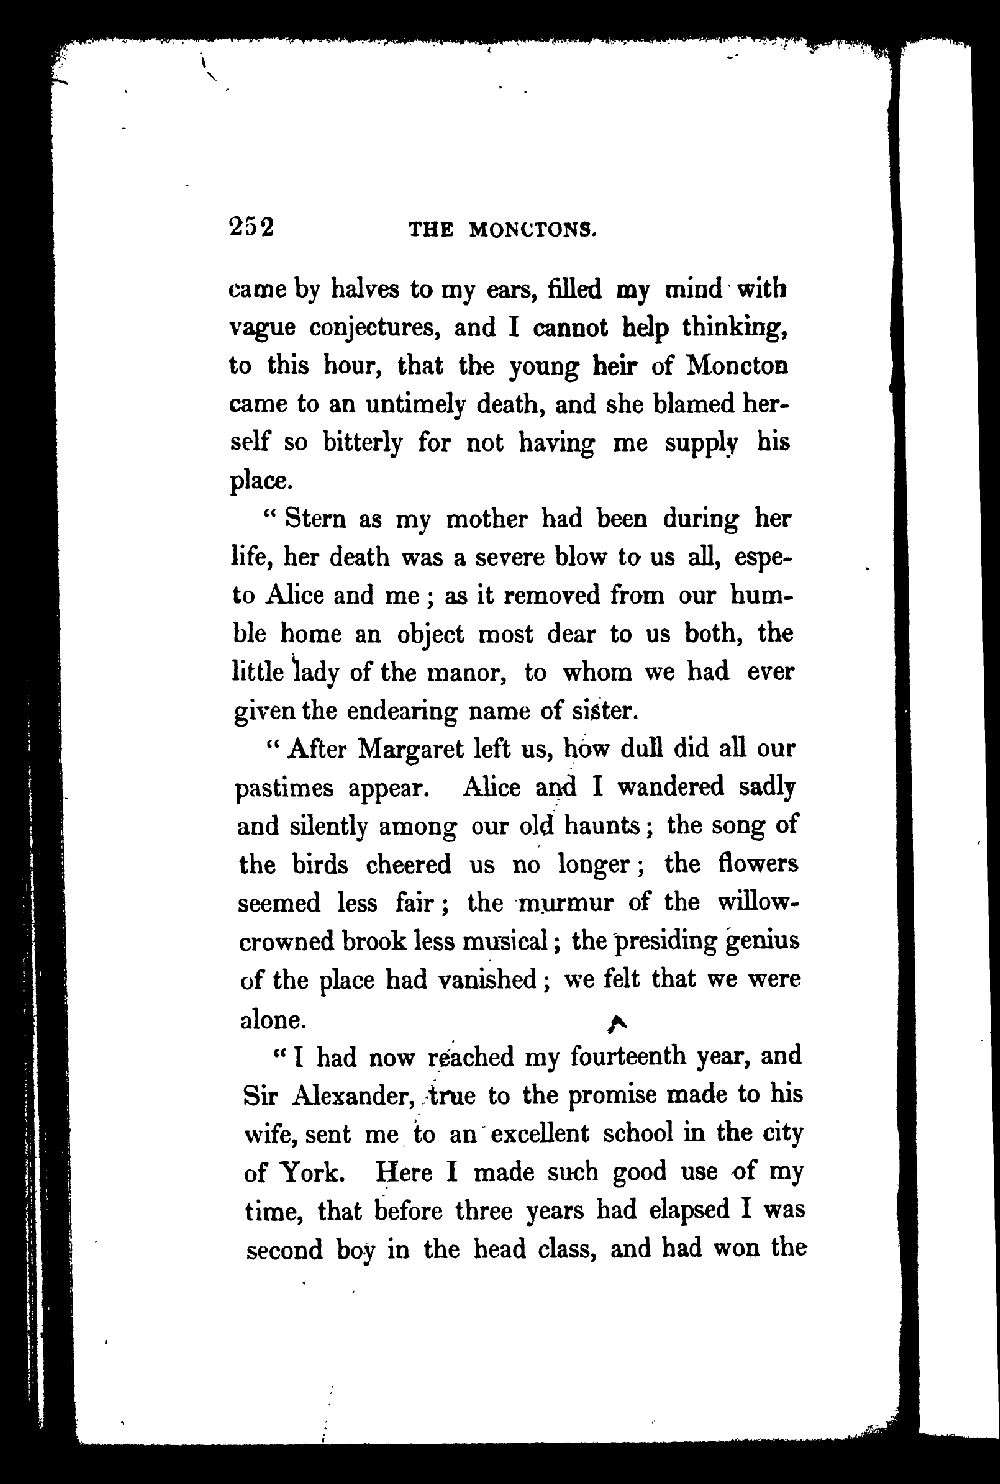 252 THE MONCTONS.
came by halves to my ears, filled my mind with
vague conjectures, and I cannot help thinking,
to this hour, that the young heir of Moncton
came to an untimely death, and she blamed her-
self so bitterly for not having me supply his
place.
“ Stern as my mother had been during her
life, her death was a severe blow to us all, espe-
to Alice and me ; as it removed from our hum-
ble home an object most dear to us both, the
little lady of the manor, to whom we had ever
given the endearing name of sister.
“ After Margaret left us, how dull did all our
pastimes appear. Alice and I wandered sadly
and silently among our old haunts ; the song of
the birds cheered us no longer ; the flowers
seemed less fair ; the murmur of the willow-
crowned brook less musical ; the presiding genius
of the place had vanished ; we felt that we were
alone.
“ I had now reached my fourteenth year, and
Sir Alexander, true to the promise made to his
wife, sent me to an excellent school in the city
of York. Here I made such good use of my
time, that before three years had elapsed I was
second boy in the head class, and had won the